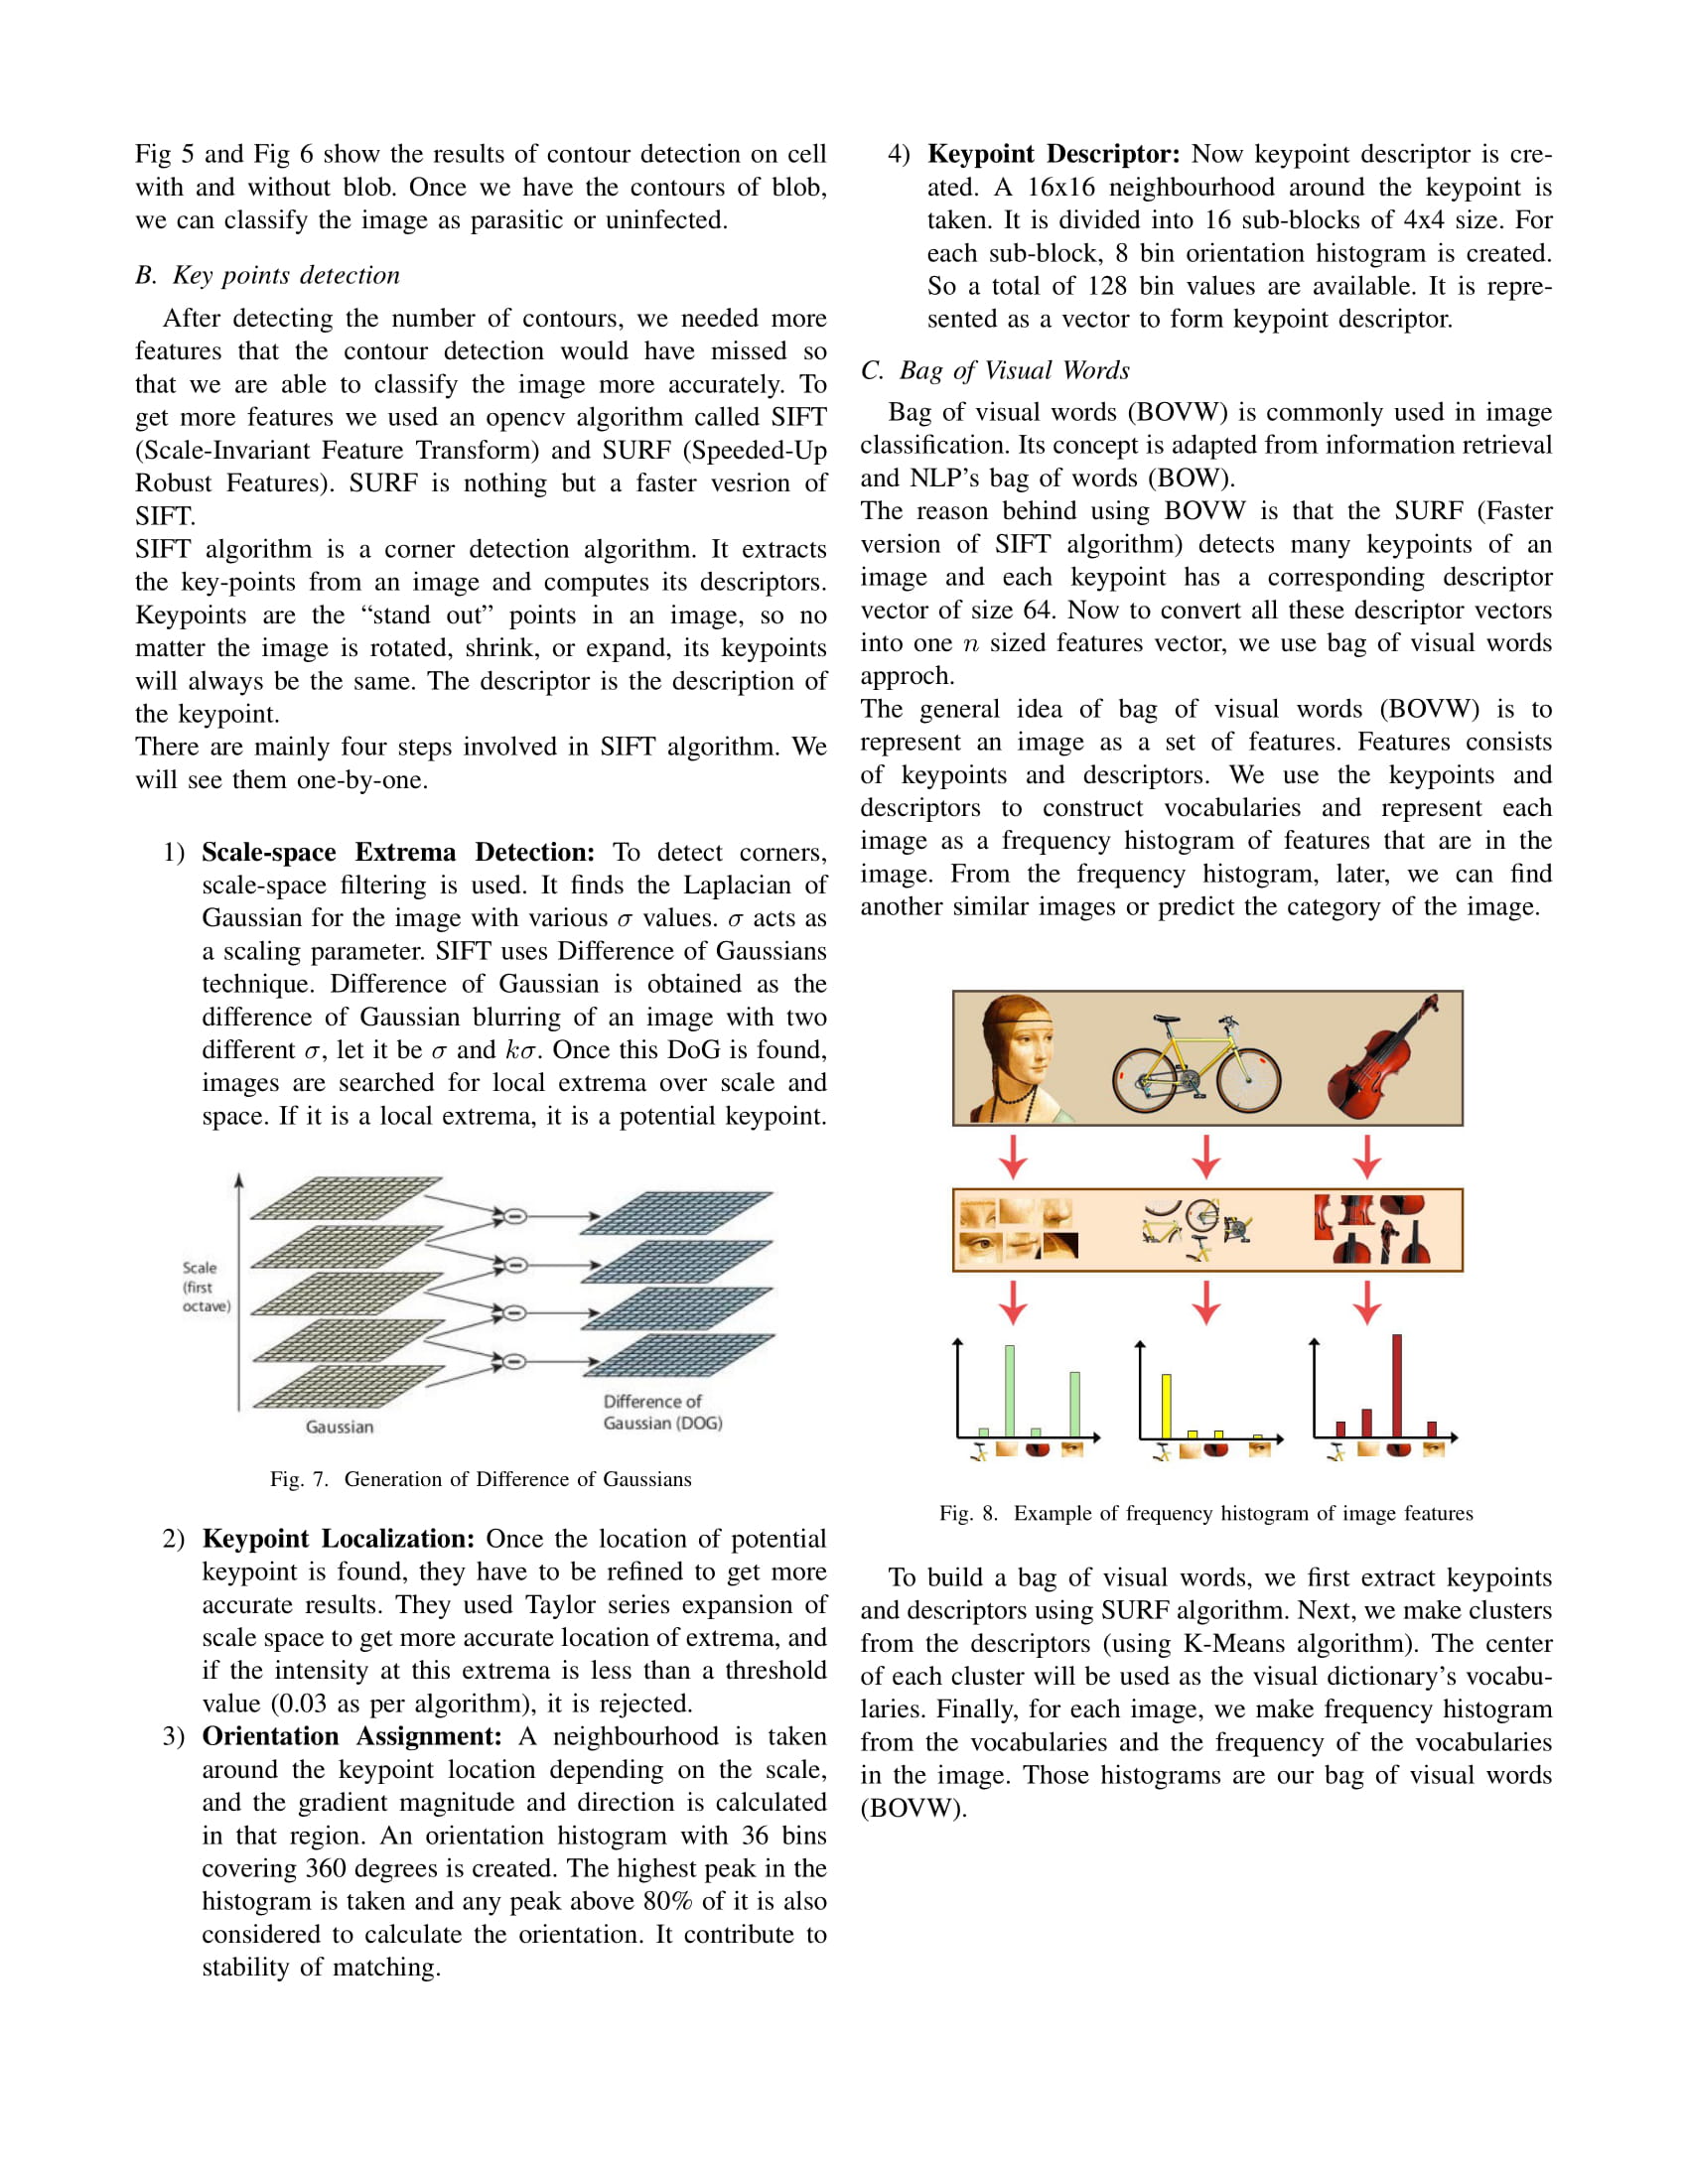 Fig 5 and Fig 6 show the results of contour detection on cell
with and without blob. Once we have the contours of blob,
we can classify the image as parasitic or uninfected.
B. Key points detection
After detecting the number of contours, we needed more
features that the contour detection would have missed so
that we are able to classify the image more accurately. To
get more features we used an opencv algorithm called SIFT
(Scale-Invariant Feature Transform) and SURF (Speeded-Up
Robust Features). SURF is nothing but a faster vesrion of
SIFT.
SIFT algorithm is a corner detection algorithm. It extracts
the key-points from an image and computes its descriptors.
Keypoints are the “stand out” points in an image, so no
matter the image is rotated, shrink, or expand, its keypoints
will always be the same. The descriptor is the description of
the keypoint.
There are mainly four steps involved in SIFT algorithm. We
will see them one-by-one.
1) Scale-space Extrema Detection: To detect corners,
scale-space filtering is used. It finds the Laplacian of
Gaussian for the image with various σ values. σ acts as
a scaling parameter. SIFT uses Difference of Gaussians
technique. Difference of Gaussian is obtained as the
difference of Gaussian blurring of an image with two
different σ, let it be σ and kσ. Once this DoG is found,
images are searched for local extrema over scale and
space. If it is a local extrema, it is a potential keypoint.
Scale
(first
octave)
Gaussian
Difference of
Gaussian (DOG)
Fig. 7. Generation of Difference of Gaussians
2) Keypoint Localization: Once the location of potential
keypoint is found, they have to be refined to get more
accurate results. They used Taylor series expansion of
scale space to get more accurate location of extrema, and
if the intensity at this extrema is less than a threshold
value (0.03 as per algorithm), it is rejected.
3) Orientation Assignment: A neighbourhood is taken
around the keypoint location depending on the scale,
and the gradient magnitude and direction is calculated
in that region. An orientation histogram with 36 bins
covering 360 degrees is created. The highest peak in the
histogram is taken and any peak above 80% of it is also
considered to calculate the orientation. It contribute to
stability of matching.
4) Keypoint Descriptor: Now keypoint descriptor is cre-
ated. A 16x16 neighbourhood around the keypoint is
taken. It is divided into 16 sub-blocks of 4x4 size. For
each sub-block, 8 bin orientation histogram is created.
So a total of 128 bin values are available. It is repre-
sented as a vector to form keypoint descriptor.
C. Bag of Visual Words
Bag of visual words (BOVW) is commonly used in image
classification. Its concept is adapted from information retrieval
and NLP’s bag of words (BOW).
The reason behind using BOVW is that the SURF (Faster
version of SIFT algorithm) detects many keypoints of an
image and each keypoint has a corresponding descriptor
vector of size 64. Now to convert all these descriptor vectors
into one n sized features vector, we use bag of visual words
approch.
The general idea of bag of visual words (BOVW) is to
represent an image as a set of features. Features consists
of keypoints and descriptors. We use the keypoints and
descriptors to construct vocabularies and represent each
image as a frequency histogram of features that are in the
image. From the frequency histogram, later, we can find
another similar images or predict the category of the image.
Fig. 8. Example of frequency histogram of image features
To build a bag of visual words, we first extract keypoints
and descriptors using SURF algorithm. Next, we make clusters
from the descriptors (using K-Means algorithm). The center
of each cluster will be used as the visual dictionary’s vocabu-
laries. Finally, for each image, we make frequency histogram
from the vocabularies and the frequency of the vocabularies
in the image. Those histograms are our bag of visual words
(BOVW).